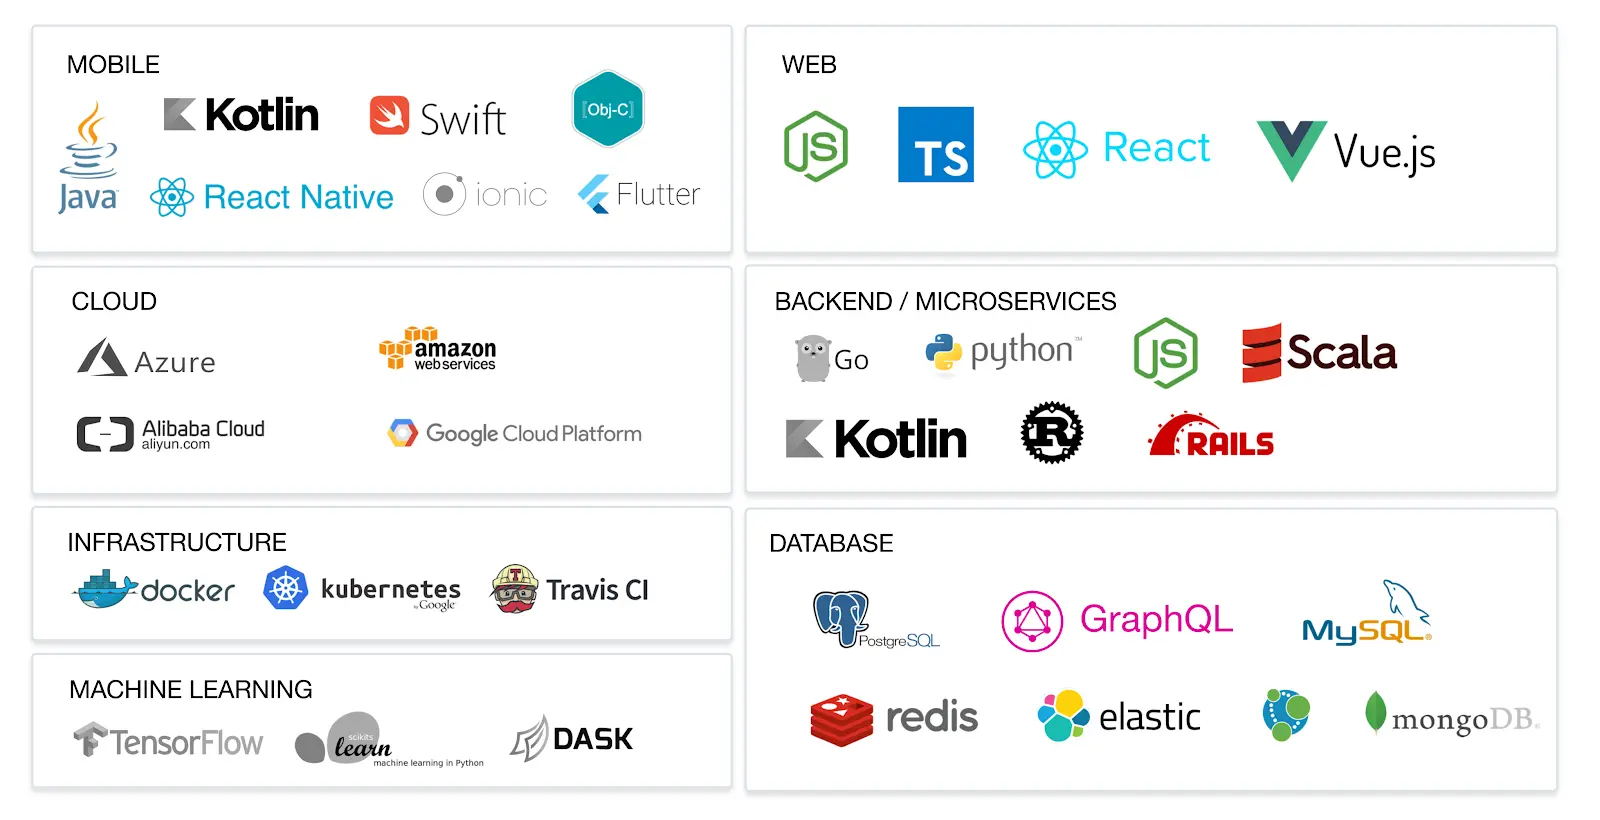 MOBILE
Java
Kotlin
Swift
[Obj-C]
React Native
ionic
Flutter
WEB
JS
TS
React
Vue.js
CLOUD
Azure
amazon
webservices
Alibaba Cloud
aliyun.com
Google Cloud Platform
BACKEND / MICROSERVICES
Go
python™
JS
Scala
Kotlin
R
RAILS
INFRASTRUCTURE
docker
kubernetes
by Google
T
Travis CI
DATABASE
PostgreSQL
GraphQL
MySQL®
redis
elastic
mongoDB
MACHINE LEARNING
TensorFlow
scikits
learn
machine learning in Python
DASK